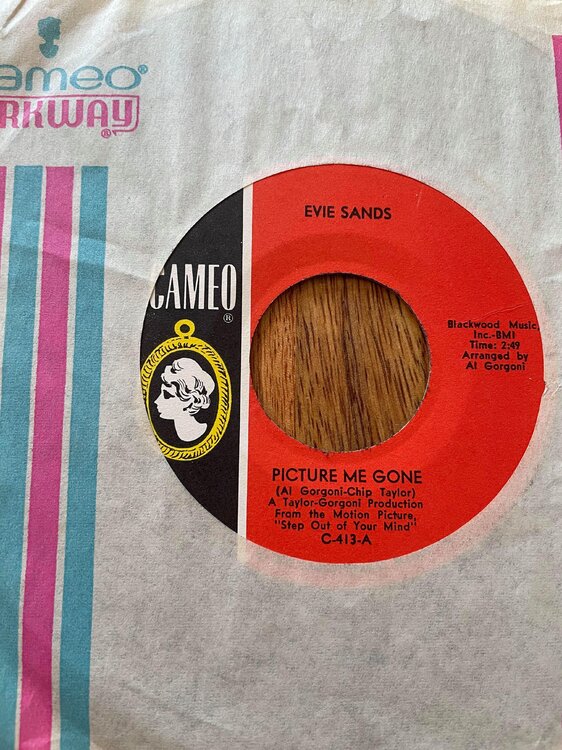 ameo®
RKWAY®
EVIE SANDS
CAMEO
®
Blackwood Music,
Inc.-BMI
Time: 2:49
Arranged by
Al Gorgoni
PICTURE ME GONE
(Al Gorgoni-Chip Taylor)
A Taylor-Gorgoni Production
From the Motion Picture,
"Step Out of Your Mind"
C-413-A